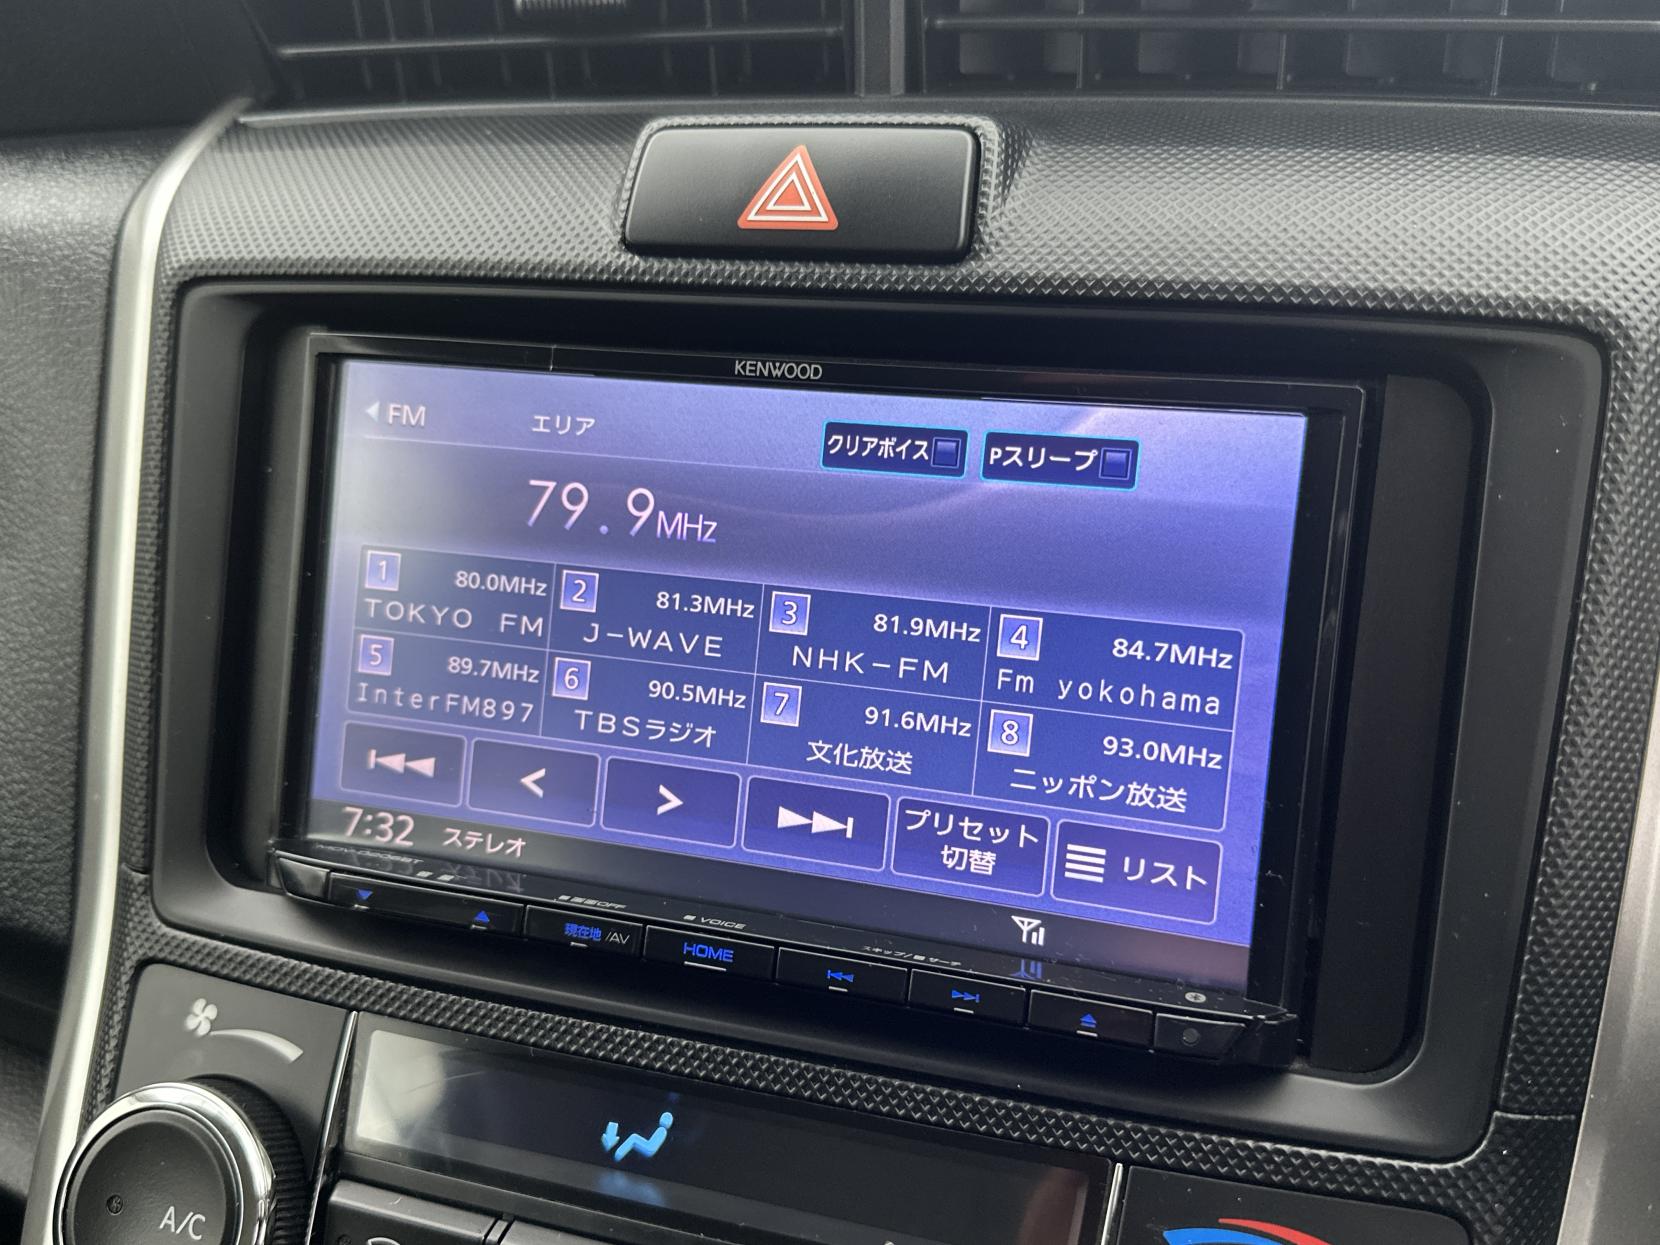 KENWOOD
FM エリア クリアボイス Pスリープ
79.9MHz
1 80.0MHz
TOKYO FM
2 81.3MHz
J-WAVE
3 81.9MHz
NHK-FM
4 84.7MHz
Fm yokohama
5 89.7MHz
InterFM897
6 90.5MHz
TBSラジオ
7 91.6MHz
文化放送
8 93.0MHz
ニッポン放送
プリセット
切替
リスト
7:32 ステレオ
VOICE
現在地/AV
HOME
A/C